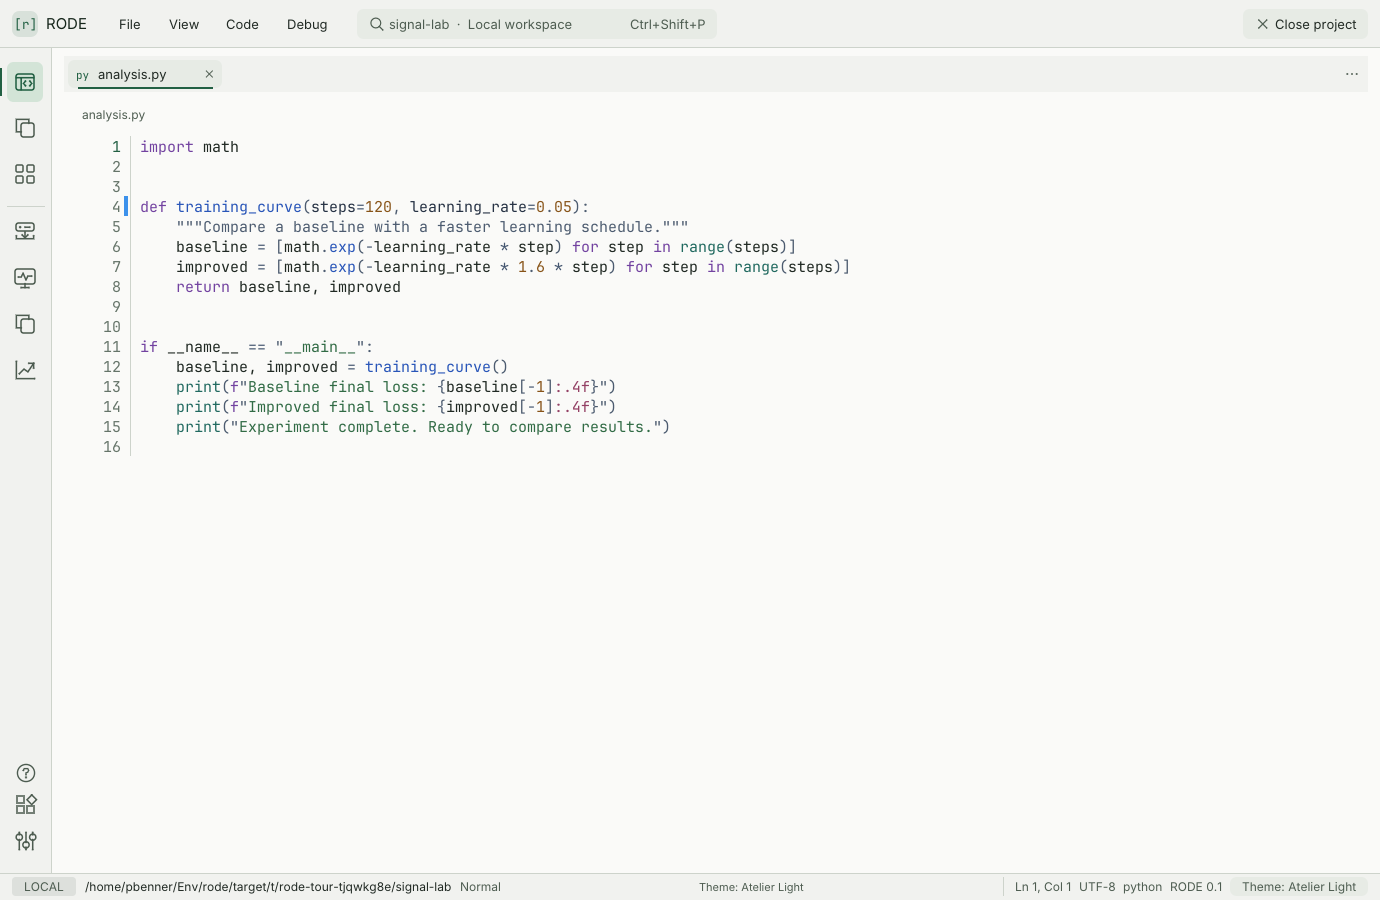 [r] RODE File View Code Debug signal-lab · Local workspace Ctrl+Shift+P Close project
py analysis.py × ···
analysis.py
1 import math
2
3
4 def training_curve(steps=120, learning_rate=0.05):
5     """Compare a baseline with a faster learning schedule."""
6     baseline = [math.exp(-learning_rate * step) for step in range(steps)]
7     improved = [math.exp(-learning_rate * 1.6 * step) for step in range(steps)]
8     return baseline, improved
9
10
11 if __name__ == "__main__":
12     baseline, improved = training_curve()
13     print(f"Baseline final loss: {baseline[-1]:.4f}")
14     print(f"Improved final loss: {improved[-1]:.4f}")
15     print("Experiment complete. Ready to compare results.")
16
LOCAL /home/pbenner/Env/rode/target/t/rode-tour-tjqwkg8e/signal-lab Normal Theme: Atelier Light Ln 1, Col 1 UTF-8 python RODE 0.1 Theme: Atelier Light